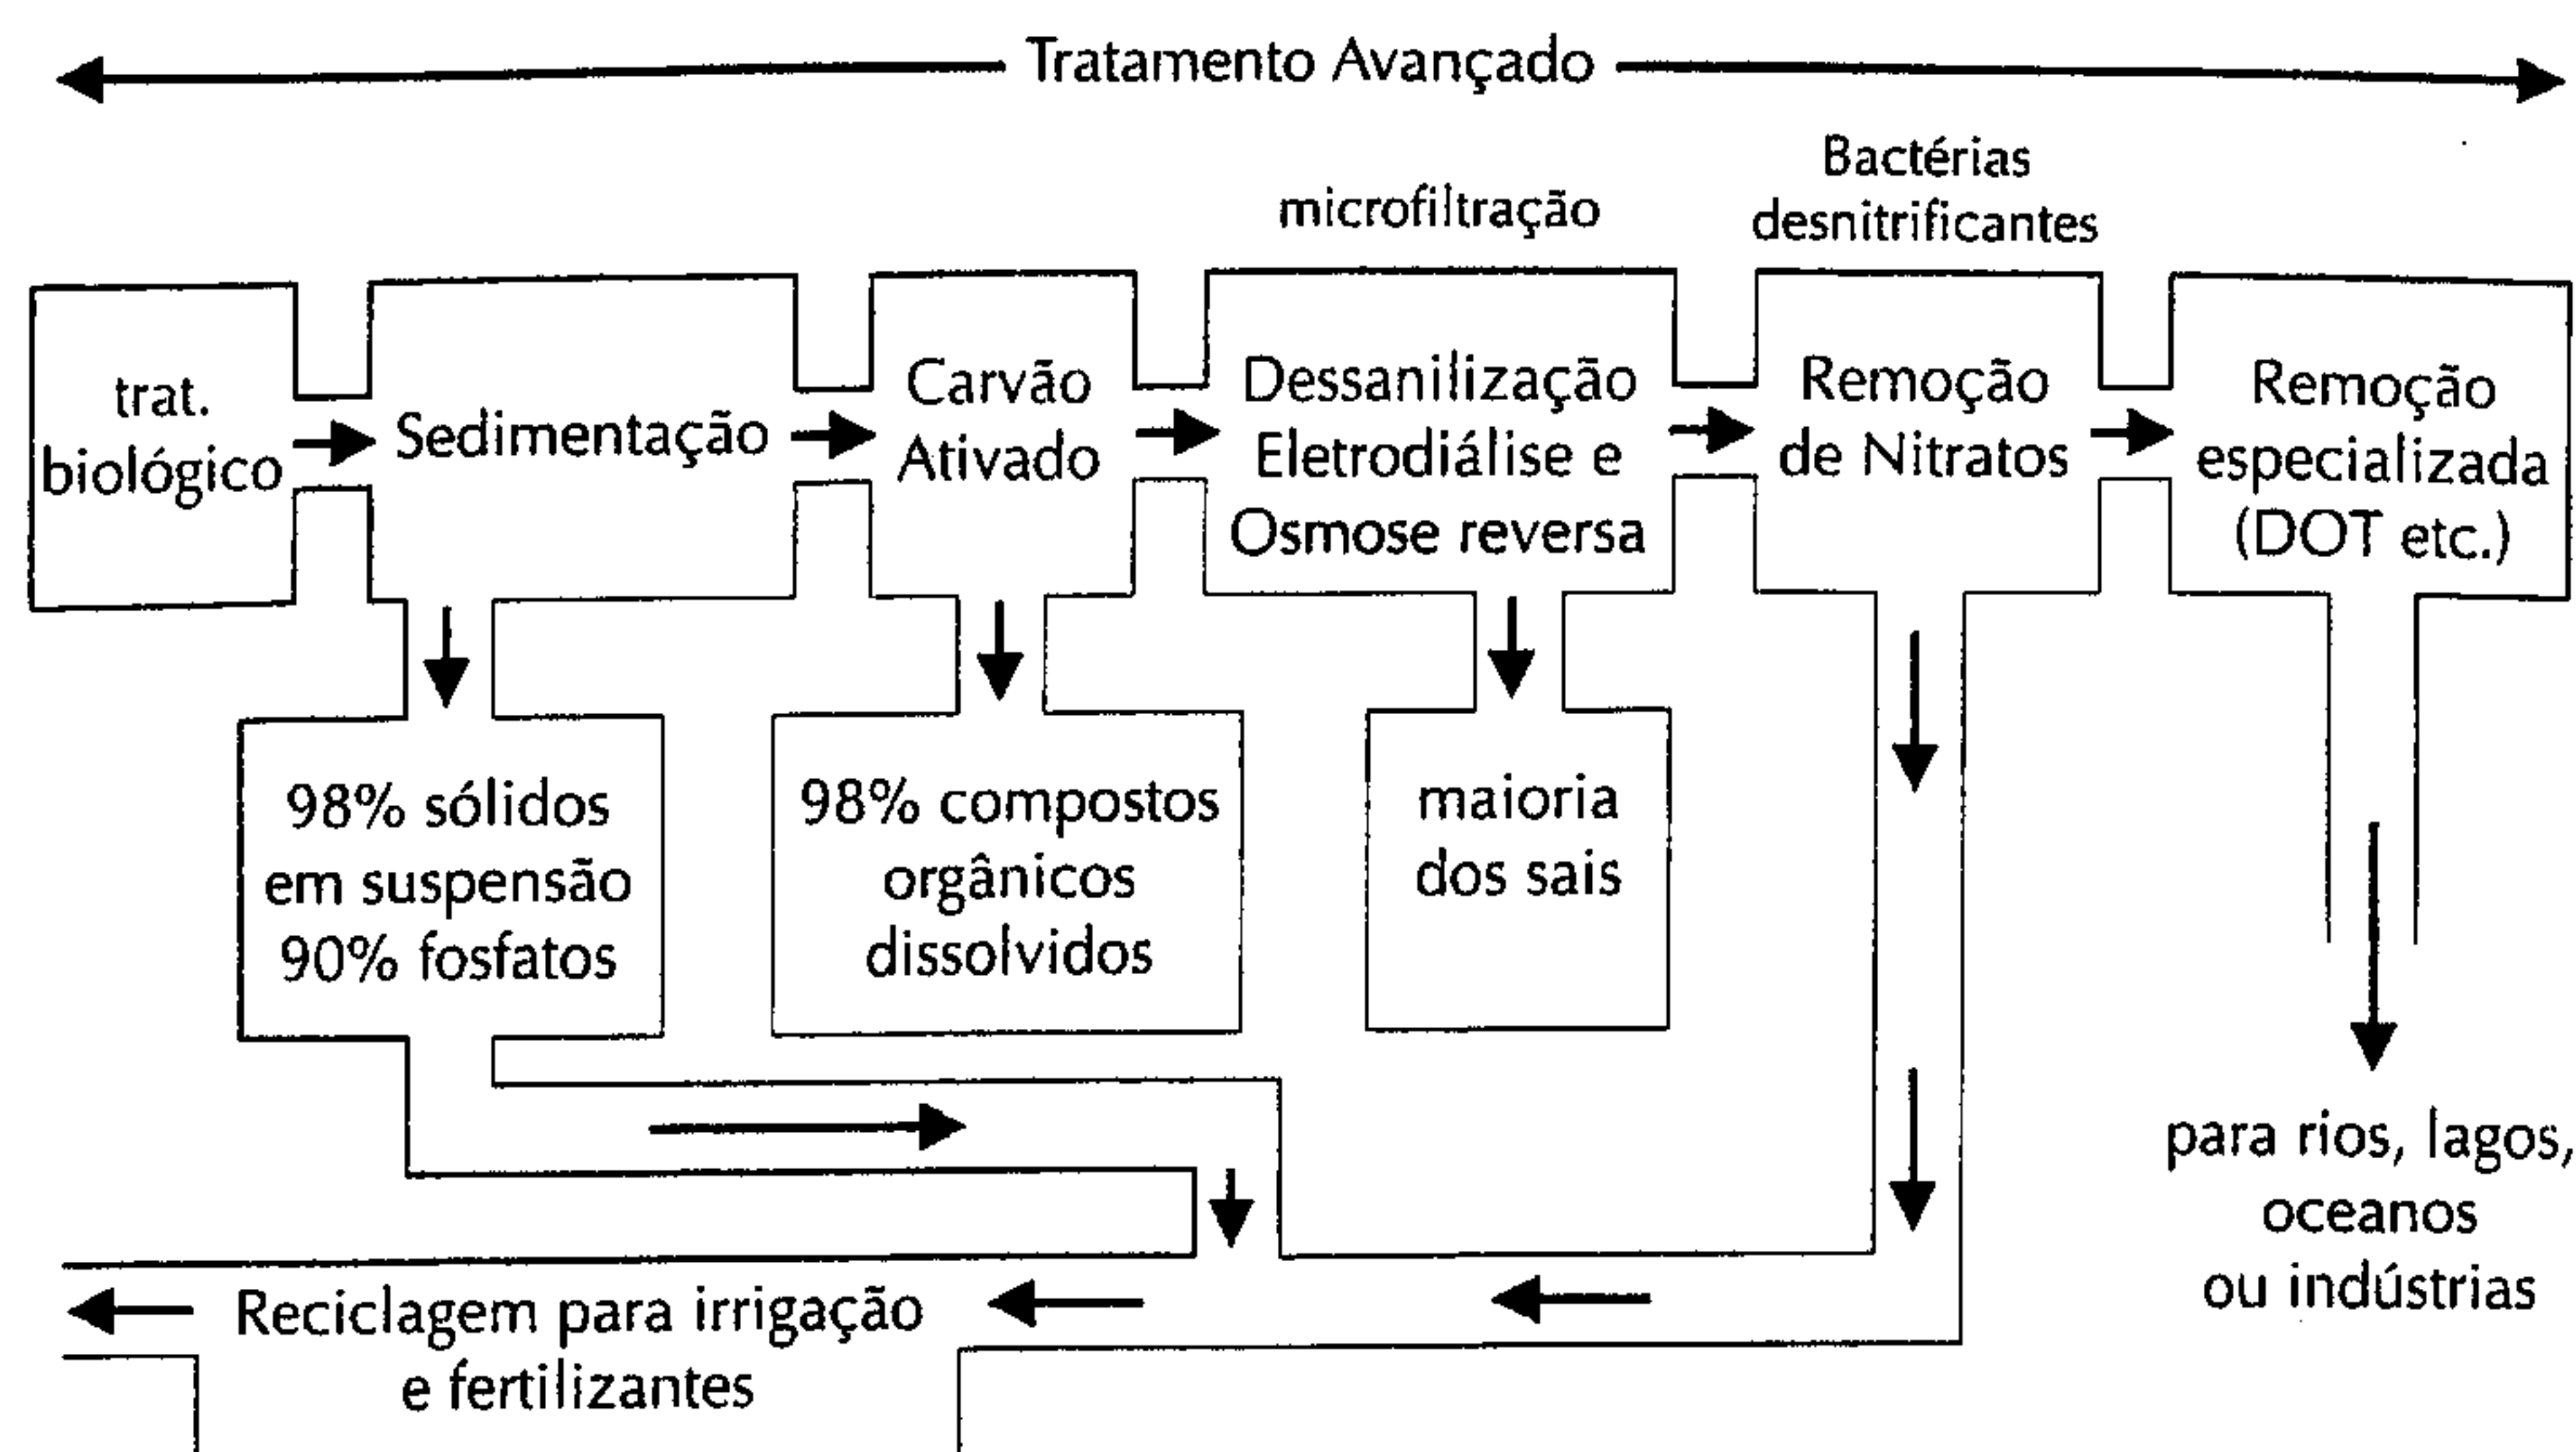 Tratamento Avançado
microfiltração
Bactérias
desnitrificantes
trat.
biológico
Sedimentação
Carvão
Ativado
Dessanilização
Eletrodiálise e
Osmose reversa
Remoção
de Nitratos
Remoção
especializada
(DOT etc.)
98% sólidos
em suspensão
90% fosfatos
98% compostos
orgânicos
dissolvidos
maioria
dos sais
para rios, lagos,
oceanos
ou indústrias
Reciclagem para irrigação
e fertilizantes